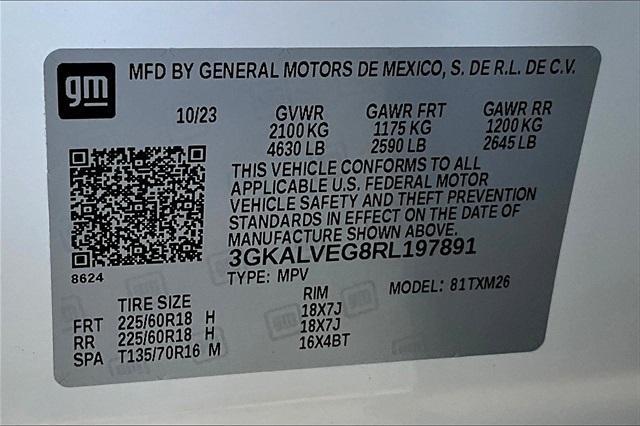 gm
MFD BY GENERAL MOTORS DE MEXICO, S. DE R.L. DE C.V.
10/23 GVWR GAWR FRT GAWR RR
2100 KG 1175 KG 1200 KG
4630 LB 2590 LB 2645 LB
THIS VEHICLE CONFORMS TO ALL
APPLICABLE U.S. FEDERAL MOTOR
VEHICLE SAFETY AND THEFT PREVENTION
STANDARDS IN EFFECT ON THE DATE OF
MANUFACTURE SHOWN ABOVE.
8624
3GKALVEG8RL197891
TYPE: MPV MODEL: 81TXM26
TIRE SIZE RIM
FRT 225/60R18 H 18X7J
RR 225/60R18 H 18X7J
SPA T135/70R16 M 16X4BT